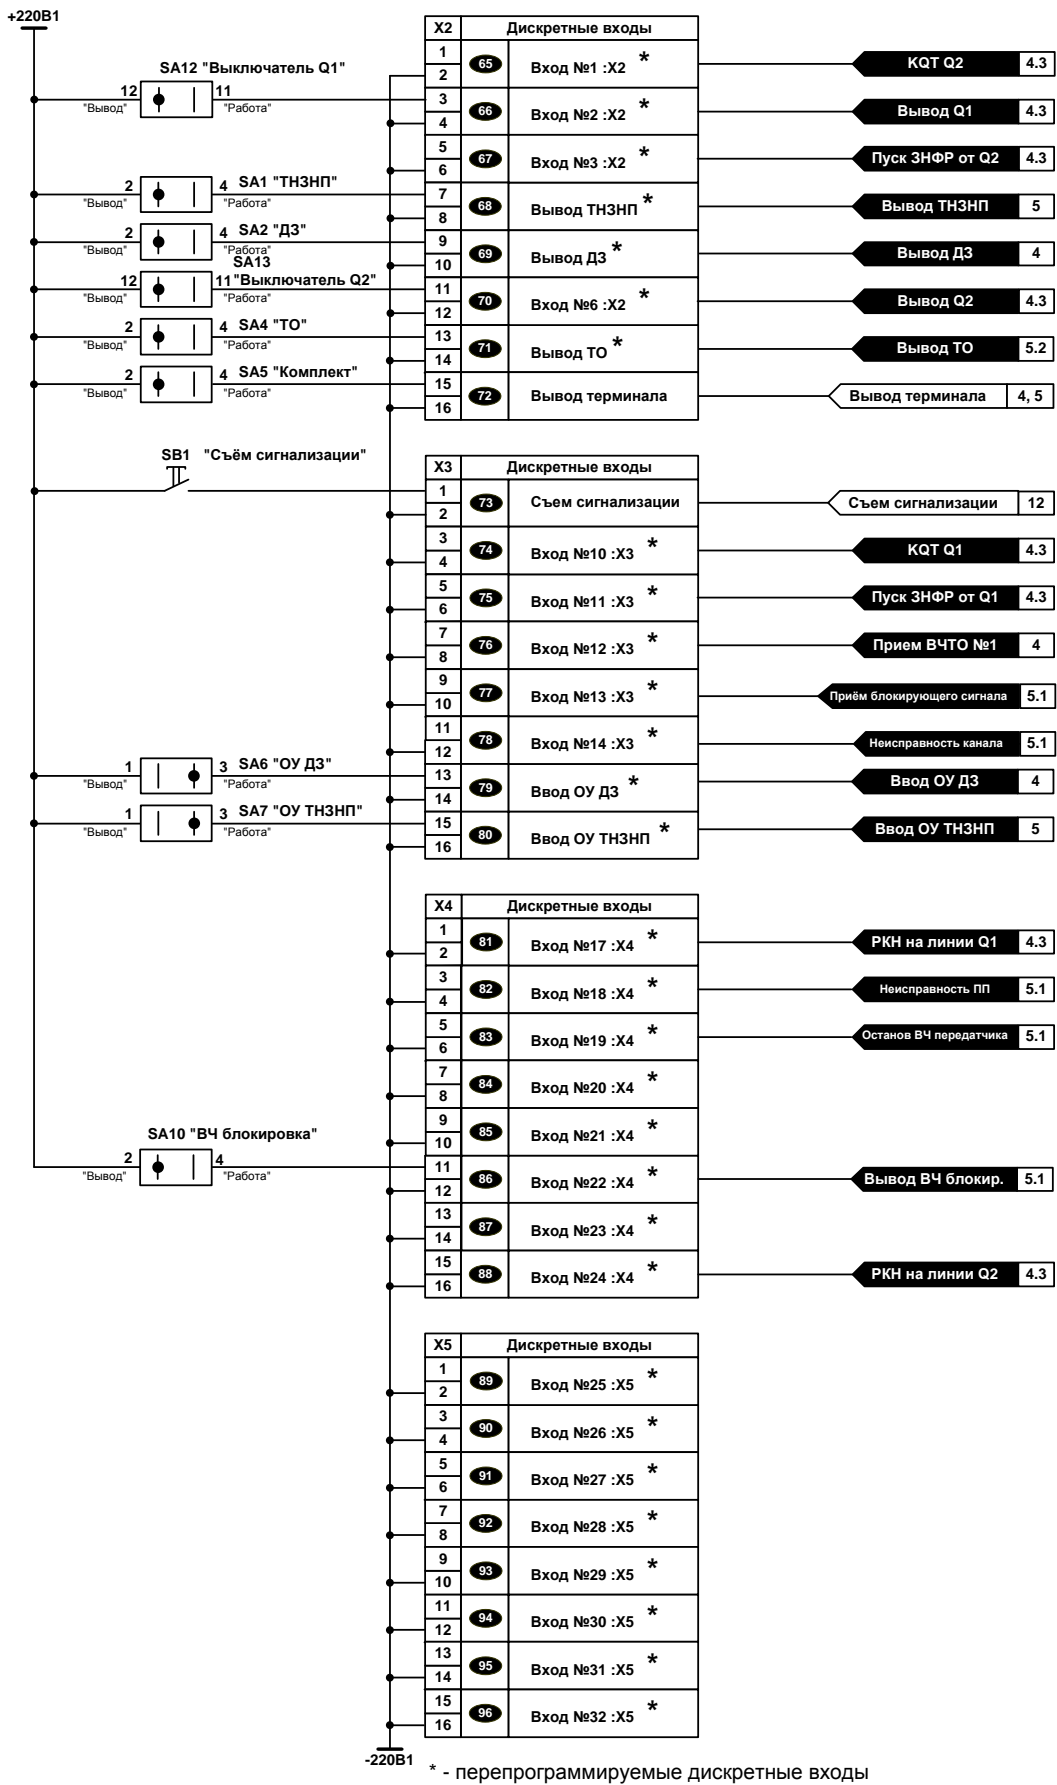 +220В1
X2 Дискретные входы
1 65 Вход №1 :X2 * KQT Q2 4.3
2
SA12 "Выключатель Q1"
12 11 3 66 Вход №2 :X2 * Вывод Q1 4.3
"Вывод" "Работа" 4
5 67 Вход №3 :X2 * Пуск ЗНФР от Q2 4.3
6
2 4 SA1 "ТНЗНП" 7 68 Вывод ТНЗНП * Вывод ТНЗНП 5
"Вывод" "Работа" 8
2 4 SA2 "ДЗ" 9 69 Вывод ДЗ * Вывод ДЗ 4
"Вывод" "Работа" 10
SA13
12 11 "Выключатель Q2" 11 70 Вход №6 :X2 * Вывод Q2 4.3
"Вывод" "Работа" 12
2 4 SA4 "ТО" 13 71 Вывод ТО * Вывод ТО 5.2
"Вывод" "Работа" 14
2 4 SA5 "Комплект" 15 72 Вывод терминала Вывод терминала 4, 5
"Вывод" "Работа" 16
SB1 "Съём сигнализации"
X3 Дискретные входы
1 73 Съем сигнализации Съем сигнализации 12
2
3 74 Вход №10 :X3 * KQT Q1 4.3
4
5 75 Вход №11 :X3 * Пуск ЗНФР от Q1 4.3
6
7 76 Вход №12 :X3 * Прием ВЧТО №1 4
8
9 77 Вход №13 :X3 * Приём блокирующего сигнала 5.1
10
11 78 Вход №14 :X3 * Неисправность канала 5.1
12
1 3 SA6 "ОУ ДЗ" 13 79 Ввод ОУ ДЗ * Ввод ОУ ДЗ 4
"Вывод" "Работа" 14
1 3 SA7 "ОУ ТНЗНП" 15 80 Ввод ОУ ТНЗНП * Ввод ОУ ТНЗНП 5
"Вывод" "Работа" 16
X4 Дискретные входы
1 81 Вход №17 :X4 * РКН на линии Q1 4.3
2
3 82 Вход №18 :X4 * Неисправность ПП 5.1
4
5 83 Вход №19 :X4 * Останов ВЧ передатчика 5.1
6
7 84 Вход №20 :X4 *
8
9 85 Вход №21 :X4 *
10
SA10 "ВЧ блокировка"
2 4 11 86 Вход №22 :X4 * Вывод ВЧ блокир. 5.1
"Вывод" "Работа" 12
13 87 Вход №23 :X4 *
14
15 88 Вход №24 :X4 * РКН на линии Q2 4.3
16
X5 Дискретные входы
1 89 Вход №25 :X5 *
2
3 90 Вход №26 :X5 *
4
5 91 Вход №27 :X5 *
6
7 92 Вход №28 :X5 *
8
9 93 Вход №29 :X5 *
10
11 94 Вход №30 :X5 *
12
13 95 Вход №31 :X5 *
14
15 96 Вход №32 :X5 *
16
-220В1
* - перепрограммируемые дискретные входы